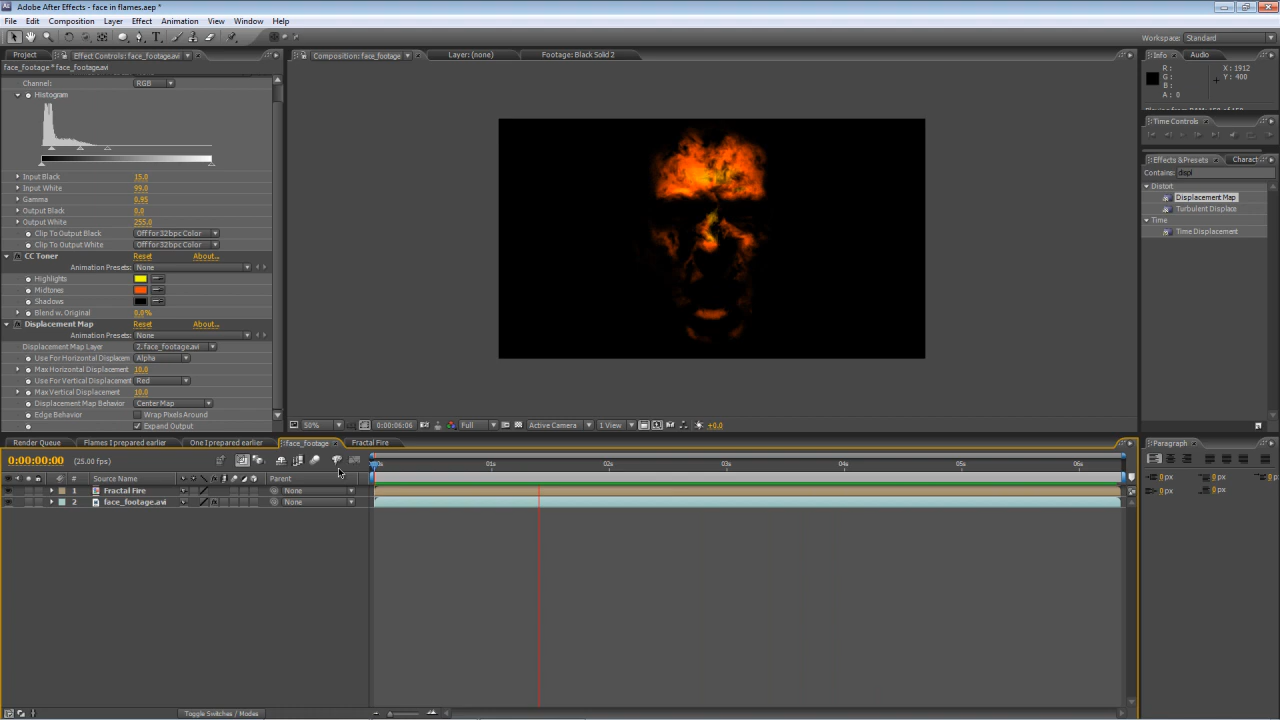 Adobe After Effects - face in flames.aep *
File Edit Composition Layer Effect Animation View Window Help
Workspace: Standard
Project Effect Controls: face_footage.avi
Composition: face_footage Layer: (none) Footage: Black Solid 2
Info Audio
face_footage * face_footage.avi
R : X : 1912
G : Y : 400
B :
A : 0
Channel: RGB
Histogram
Time Controls
Effects & Presets Charact
Contains: displ
Distort
Displacement Map
Turbulent Displace
Time
Time Displacement
Input Black 15.0
Input White 99.0
Gamma 0.95
Output Black 0.0
Output White 255.0
Clip To Output Black Off for 32 bpc Color
Clip To Output White Off for 32 bpc Color
CC Toner Reset About...
Animation Presets: None
Highlights
Midtones
Shadows
Blend w. Original 0.0%
Displacement Map Reset About...
Animation Presets: None
Displacement Map Layer 2. face_footage.avi
Use For Horizontal Displacem Alpha
Max Horizontal Displacement 10.0
Use For Vertical Displacement Red
Max Vertical Displacement 10.0
Displacement Map Behavior Center Map
Edge Behavior Wrap Pixels Around
Expand Output
50% 0:00:06:06 Full Active Camera 1 View +0.0
Render Queue Flames I prepared earlier One I prepared earlier face_footage Fractal Fire
Paragraph
0:00:00:00 (25.00 fps)
01s 02s 03s 04s 05s 06s
# Source Name Parent
1 Fractal Fire None
2 face_footage.avi None
0 px 0 px 0 p
0 px 0 px
Toggle Switches / Modes